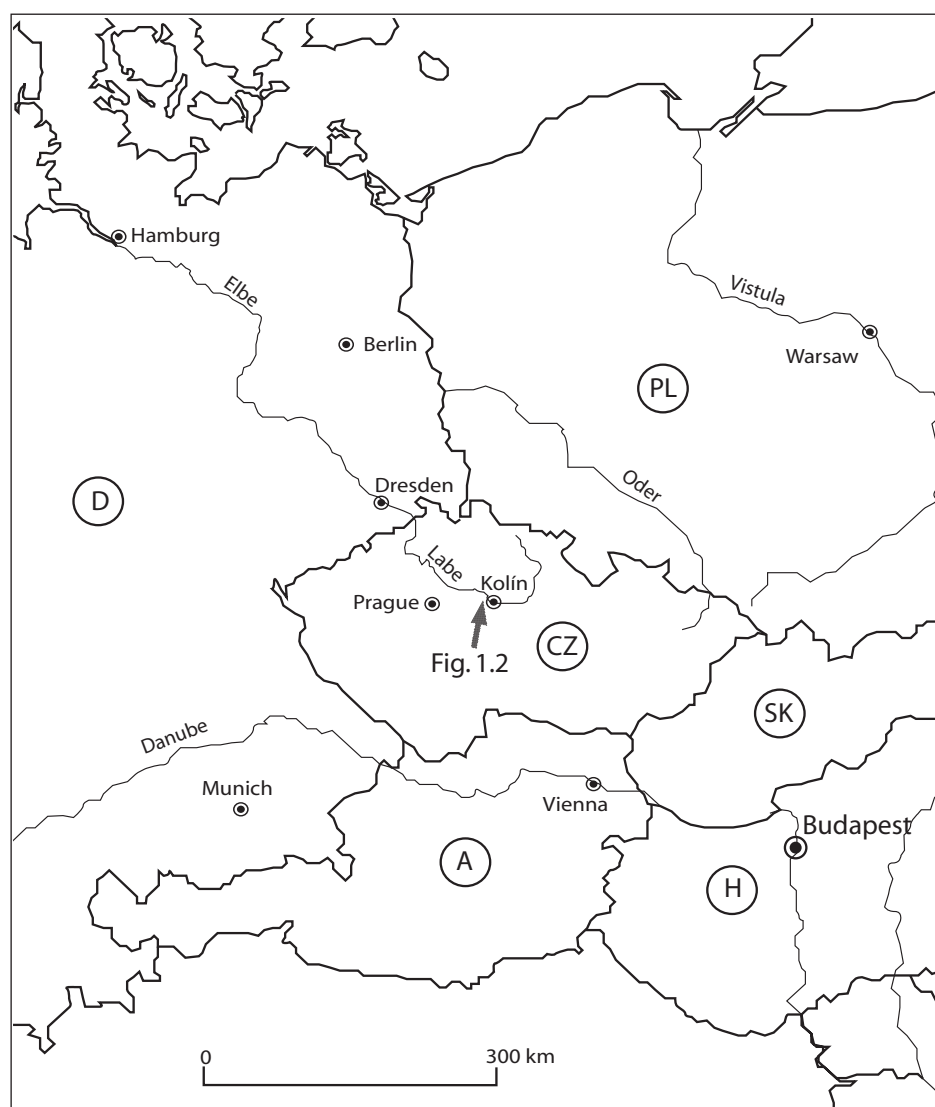 Hamburg
Elbe
Vistula
Berlin
Warsaw
PL
D
Dresden
Oder
Labe
Kolín
Prague
CZ
Fig. 1.2
SK
Danube
Munich
Vienna
Budapest
A
H
0 300 km